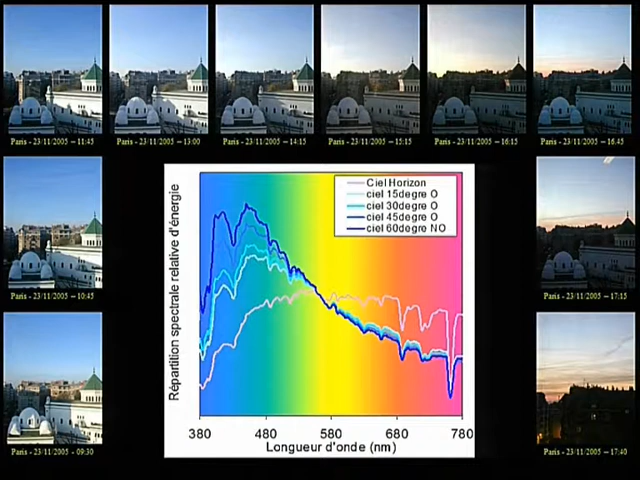 Paris - 23/11/2005 - 11:45
Paris - 23/11/2005 - 13:00
Paris - 23/11/2005 - 14:15
Paris - 23/11/2005 - 15:15
Paris - 23/11/2005 - 16:15
Paris - 23/11/2005 - 16:45
Paris - 23/11/2005 - 10:45
Paris - 23/11/2005 - 17:15
Paris - 23/11/2005 - 09:30
Paris - 23/11/2005 - 17:40
Répartition spectrale relative d'énergie
Ciel Horizon
ciel 15degre O
ciel 30degre O
ciel 45degre O
ciel 60degre NO
380 480 580 680 780
Longueur d'onde (nm)